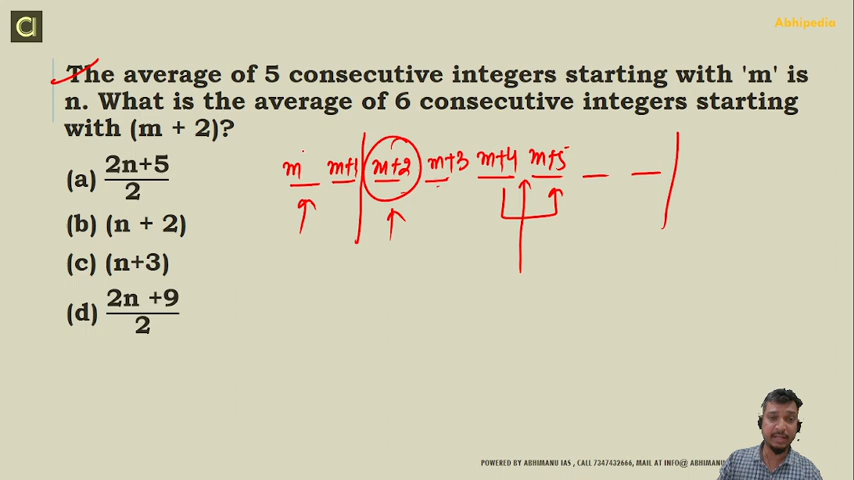 a
Abhipedia
The average of 5 consecutive integers starting with 'm' is
n. What is the average of 6 consecutive integers starting
with (m + 2)?
m m+1 m+2 m+3 m+4 m+5
(a) 2n+5
2
(b) (n + 2)
(c) (n+3)
(d) 2n +9
2
POWERED BY ABHIMANU IAS , CALL 7347432666, MAIL AT INFO@ ABHIMANU